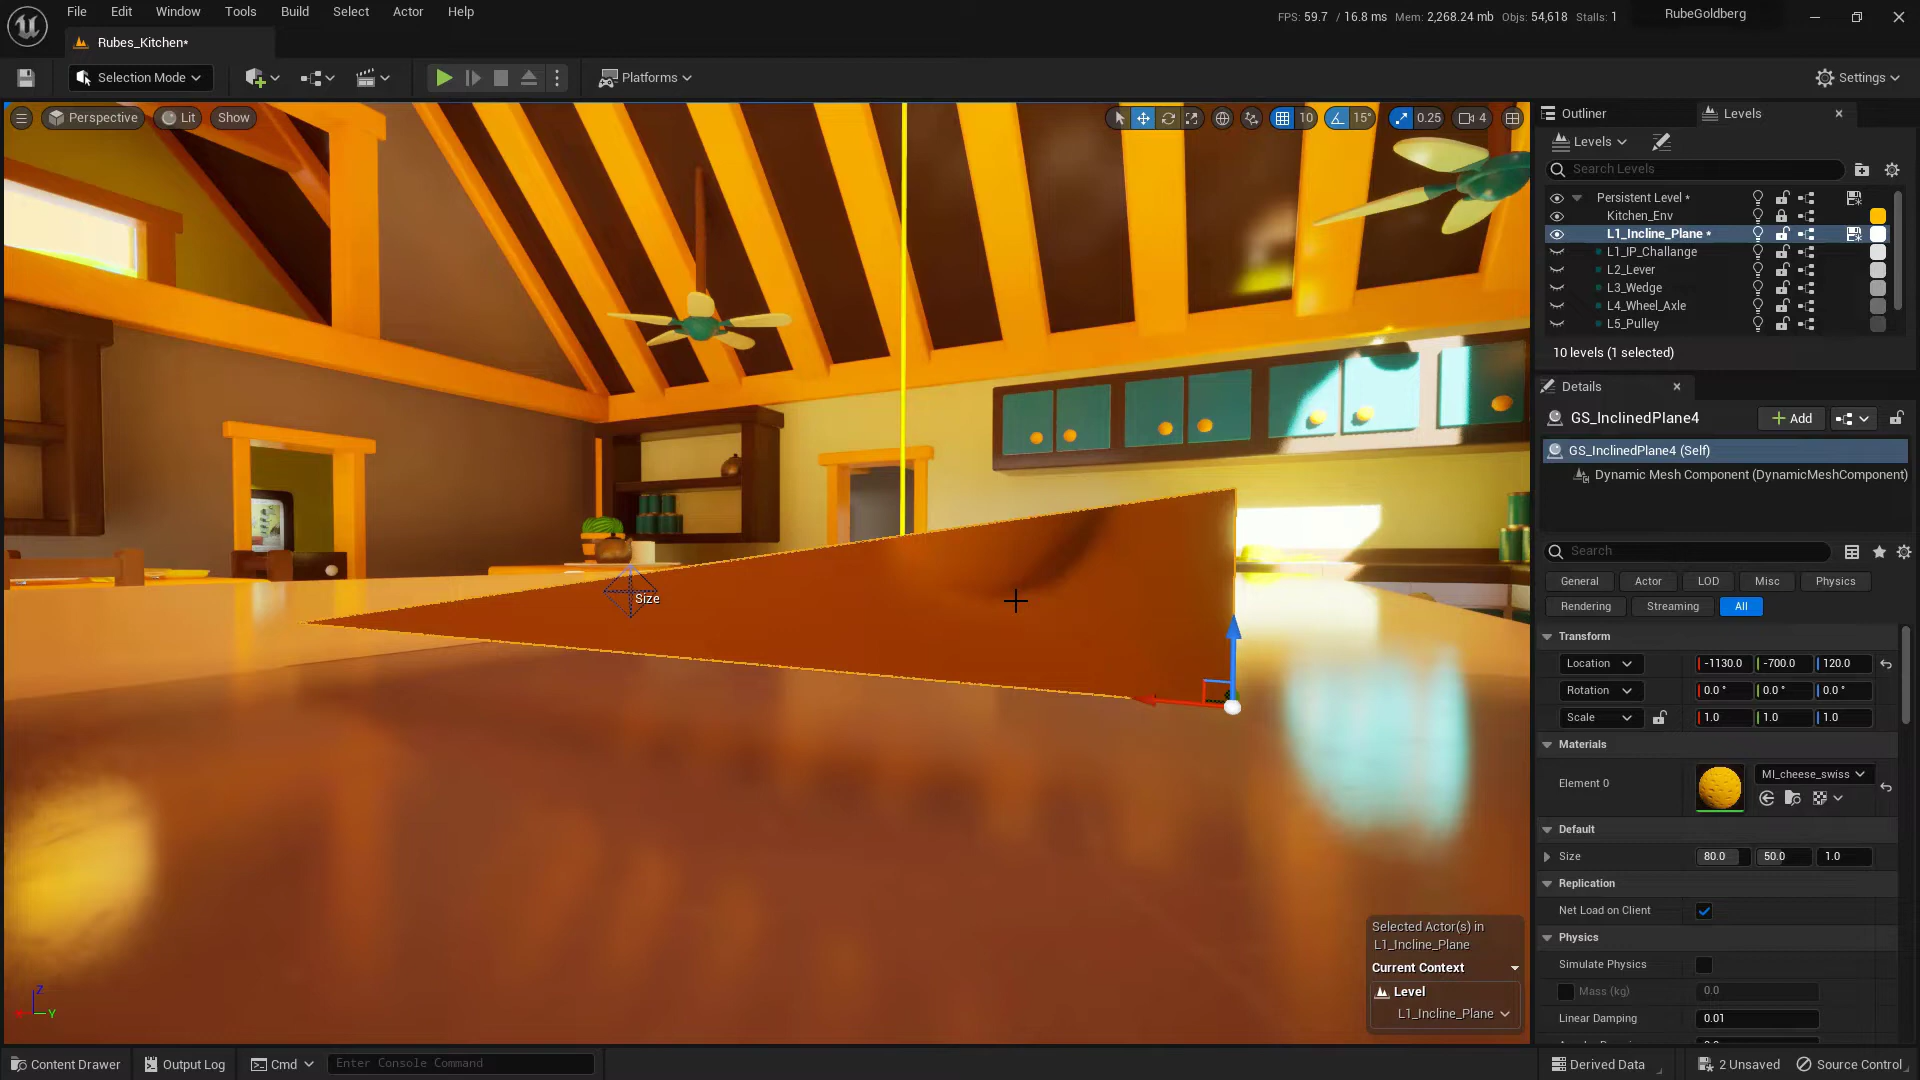 File Edit Window Tools Build Select Actor Help
FPS: 59.7 / 16.8 ms Mem: 2,268.24 mb Objs: 54,618 Stalls: 1
RubeGoldberg
Rubes_Kitchen*
Selection Mode
Platforms
Settings
Perspective Lit Show
10 15° 0.25 4
Size
Selected Actor(s) in
L1_Incline_Plane
Current Context
Level
L1_Incline_Plane
Z
Y
Outliner Levels
Levels
Search Levels
Persistent Level *
Kitchen_Env
L1_Incline_Plane *
L1_IP_Challange
L2_Lever
L3_Wedge
L4_Wheel_Axle
L5_Pulley
10 levels (1 selected)
Details
GS_InclinedPlane4 Add
GS_InclinedPlane4 (Self)
Dynamic Mesh Component (DynamicMeshComponent)
Search
General Actor LOD Misc Physics
Rendering Streaming All
Transform
Location -1130.0 -700.0 120.0
Rotation 0.0 ° 0.0 ° 0.0 °
Scale 1.0 1.0 1.0
Materials
Element 0 MI_cheese_swiss
Default
Size 80.0 50.0 1.0
Replication
Net Load on Client
Physics
Simulate Physics
Mass (kg) 0.0
Linear Damping 0.01
Content Drawer Output Log Cmd Enter Console Command
Derived Data 2 Unsaved Source Control